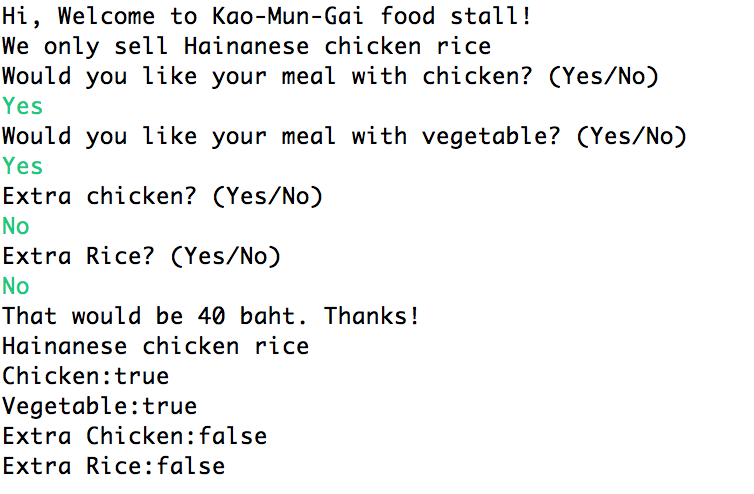 Hi, Welcome to Kao-Mun-Gai food stall!
We only sell Hainanese chicken rice
Would you like your meal with chicken? (Yes/No)
Yes
Would you like your meal with vegetable? (Yes/No)
Yes
Extra chicken? (Yes/No)
No
Extra Rice? (Yes/No)
No
That would be 40 baht. Thanks!
Hainanese chicken rice
Chicken:true
Vegetable:true
Extra Chicken:false
Extra Rice:false